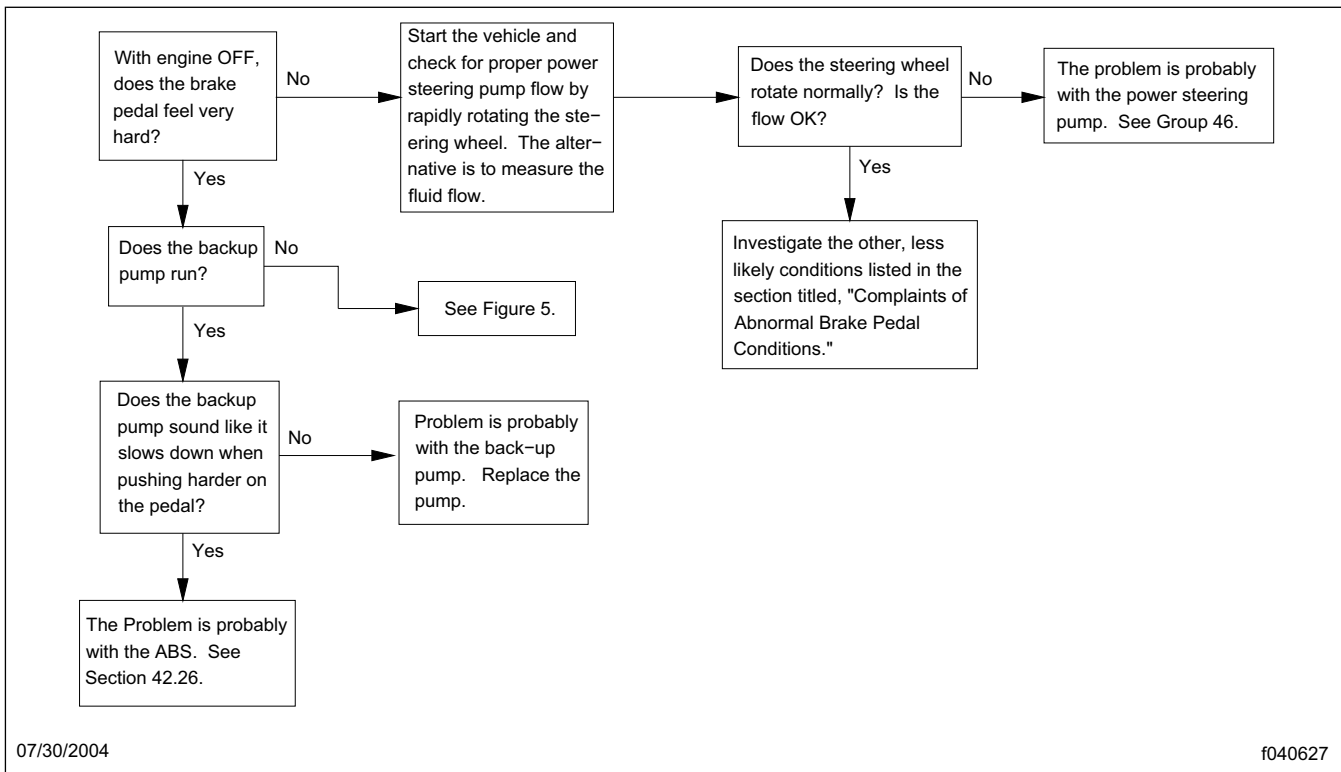 With engine OFF,
does the brake
pedal feel very
hard?
No
Start the vehicle and
check for proper power
steering pump flow by
rapidly rotating the ste−
ering wheel. The alter−
native is to measure the
fluid flow.
Does the steering wheel
rotate normally? Is the
flow OK?
No
The problem is probably
with the power steering
pump. See Group 46.
Yes
Yes
Does the backup
pump run?
No
See Figure 5.
Investigate the other, less
likely conditions listed in the
section titled, "Complaints of
Abnormal Brake Pedal
Conditions."
Yes
Does the backup
pump sound like it
slows down when
pushing harder on
the pedal?
No
Problem is probably
with the back−up
pump. Replace the
pump.
Yes
The Problem is probably
with the ABS. See
Section 42.26.
07/30/2004
f040627